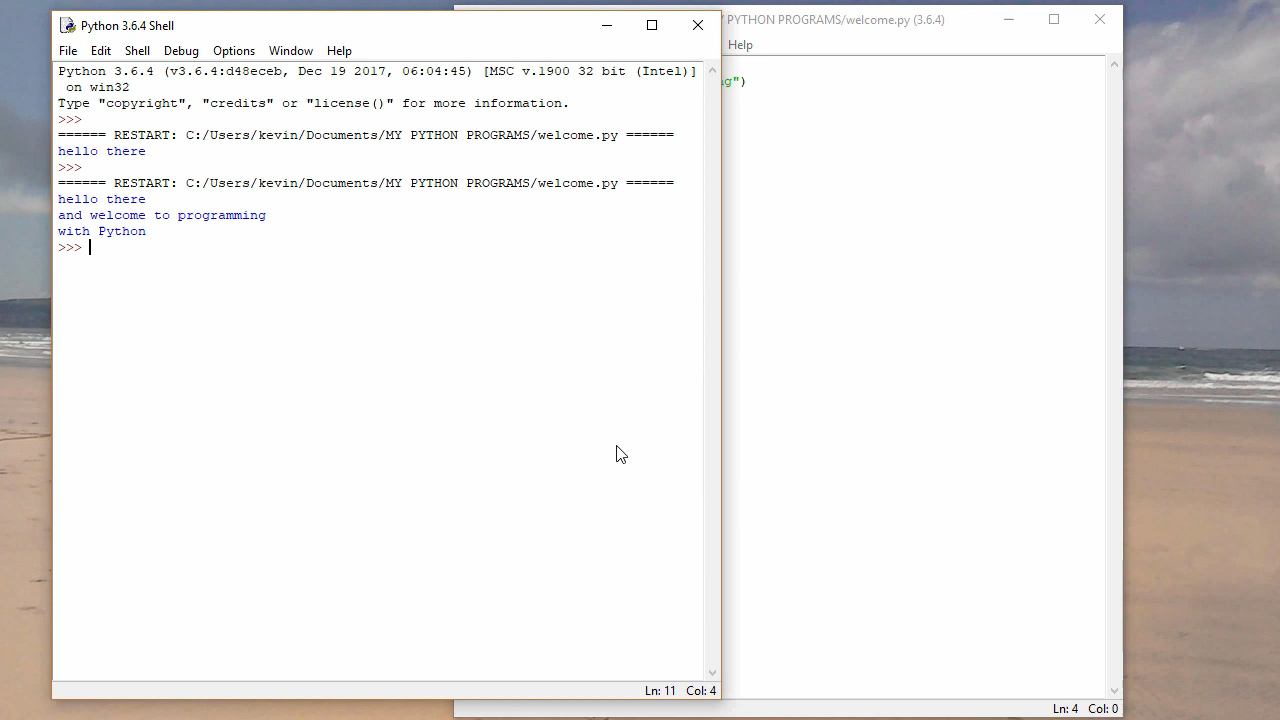 Python 3.6.4 Shell
File Edit Shell Debug Options Window Help
Python 3.6.4 (v3.6.4:d48eceb, Dec 19 2017, 06:04:45) [MSC v.1900 32 bit (Intel)]
on win32
Type "copyright", "credits" or "license()" for more information.
>>>
====== RESTART: C:/Users/kevin/Documents/MY PYTHON PROGRAMS/welcome.py ======
hello there
>>>
====== RESTART: C:/Users/kevin/Documents/MY PYTHON PROGRAMS/welcome.py ======
hello there
and welcome to programming
with Python
>>>
Ln: 11 Col: 4
PYTHON PROGRAMS/welcome.py (3.6.4)
Help
g")
Ln: 4 Col: 0